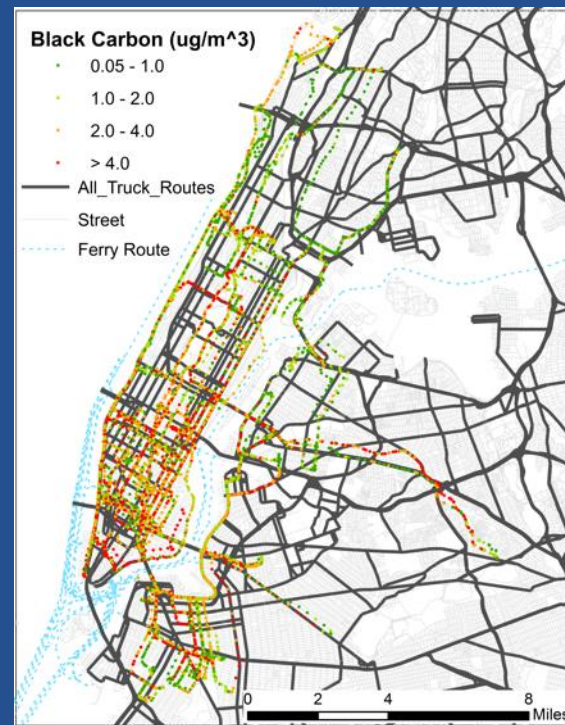 Black Carbon (ug/m^3)
0.05 - 1.0
1.0 - 2.0
2.0 - 4.0
> 4.0
All_Truck_Routes
Street
Ferry Route
0 2 4 8
Miles